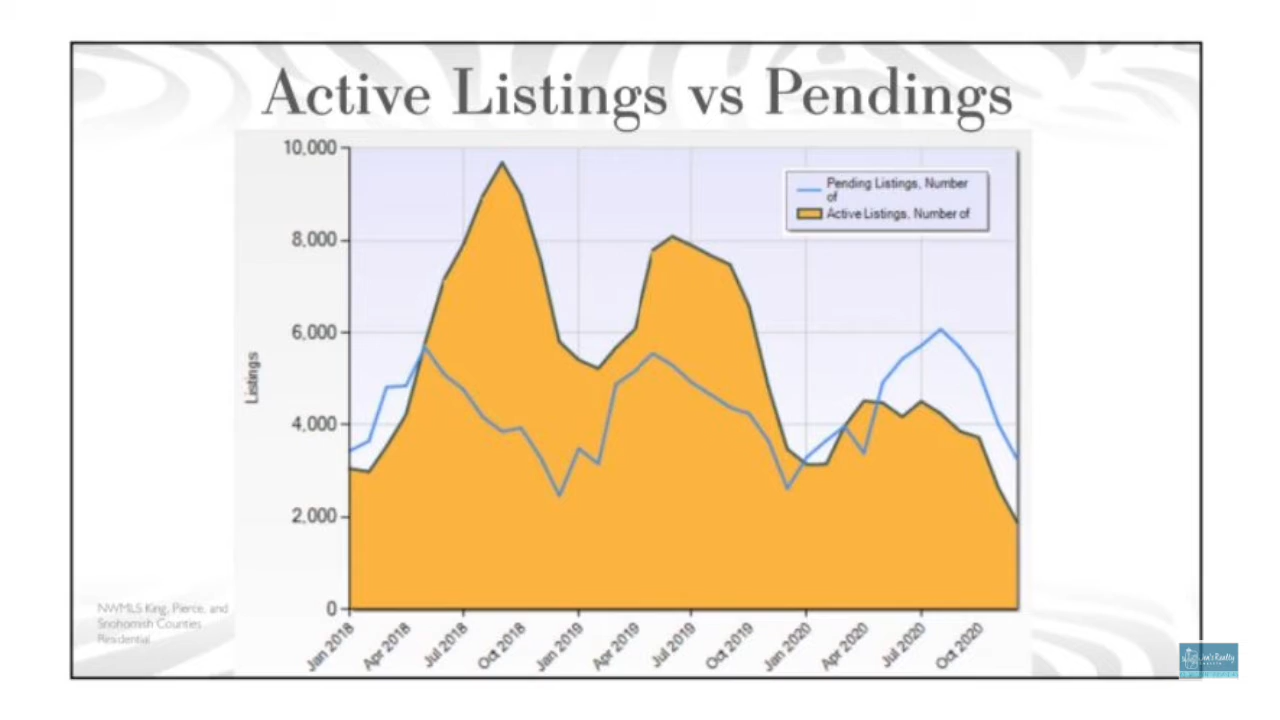 Active Listings vs Pendings
10,000
8,000
6,000
4,000
2,000
0
Listings
Pending Listings, Number
of
Active Listings, Number of
Jan 2018
Apr 2018
Jul 2018
Oct 2018
Jan 2019
Apr 2019
Jul 2019
Oct 2019
Jan 2020
Apr 2020
Jul 2020
Oct 2020
NWMLS King, Pierce, and
Snohomish Counties
Residential
Jen's Realty